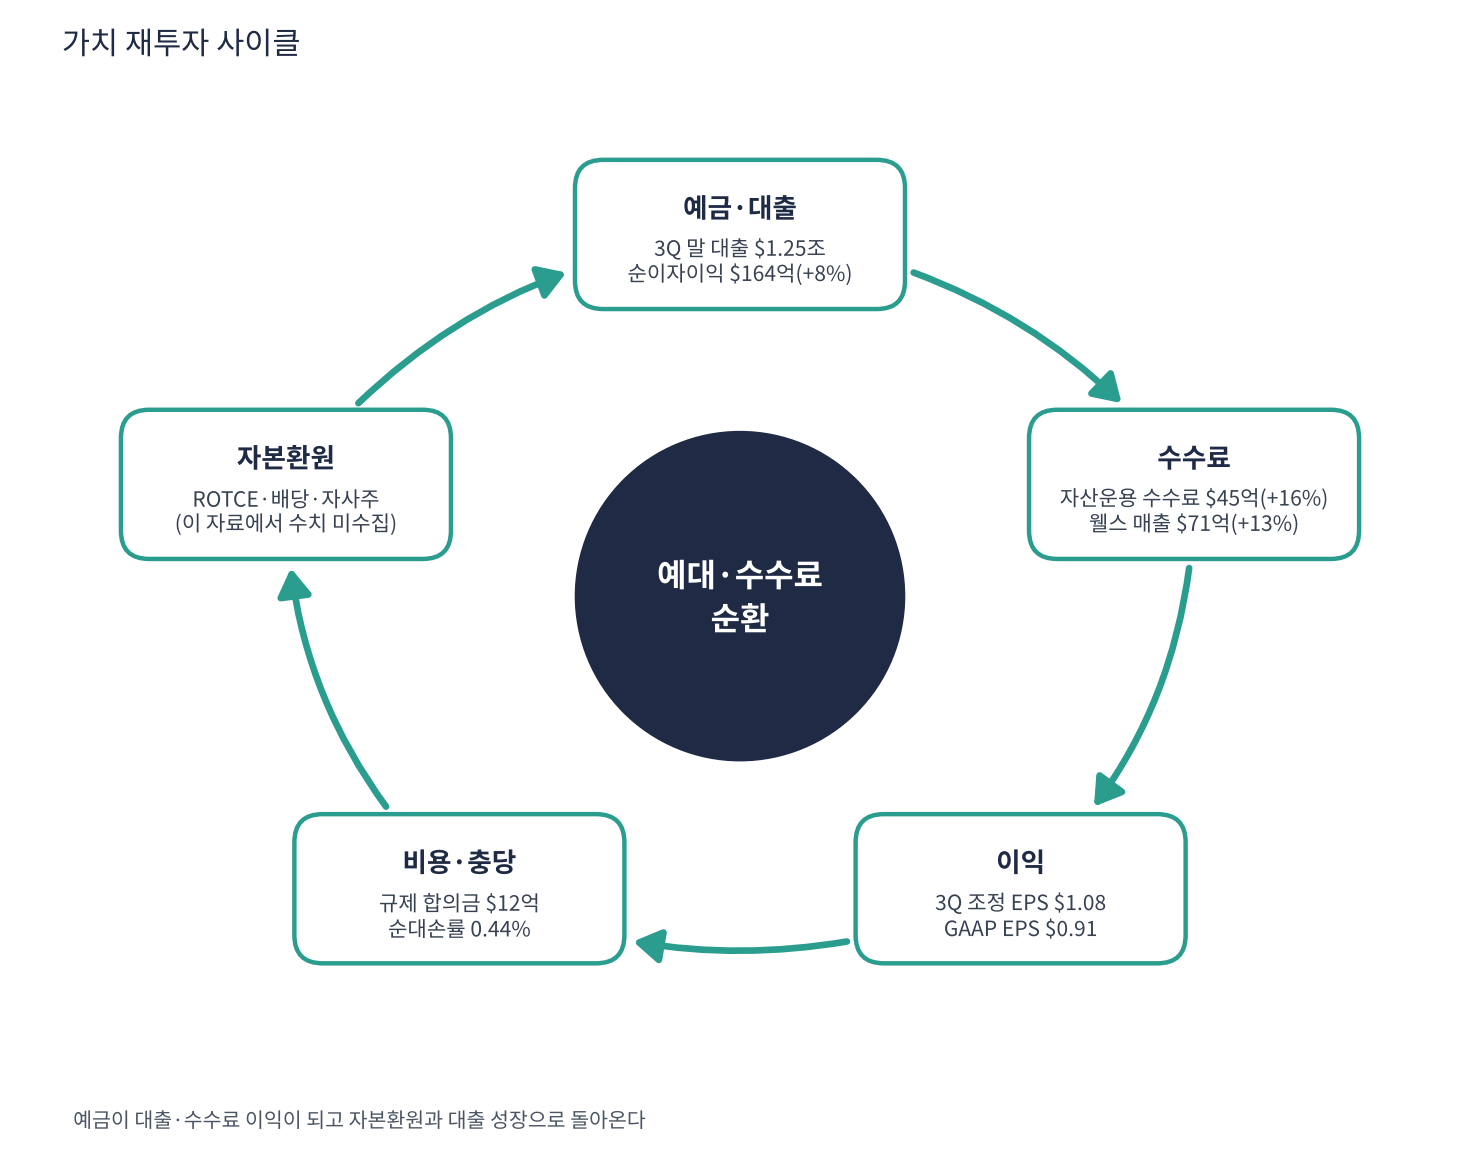 가치 재투자 사이클
예금·대출
3Q 말 대출 $1.25조
순이자이익 $164억(+8%)
수수료
자산운용 수수료 $45억(+16%)
웰스 매출 $71억(+13%)
이익
3Q 조정 EPS $1.08
GAAP EPS $0.91
비용·충당
규제 합의금 $12억
순대손률 0.44%
자본환원
ROTCE·배당·자사주
(이 자료에서 수치 미수집)
예대·수수료
순환
예금이 대출·수수료 이익이 되고 자본환원과 대출 성장으로 돌아온다